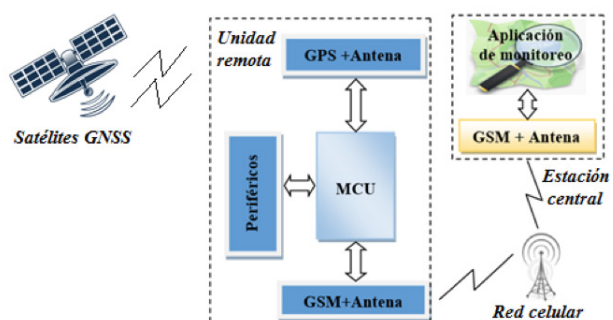 Satélites GNSS
Unidad
remota
GPS +Antena
Periféricos
MCU
GSM+Antena
Aplicación
de monitoreo
GSM + Antena
Estación
central
Red celular